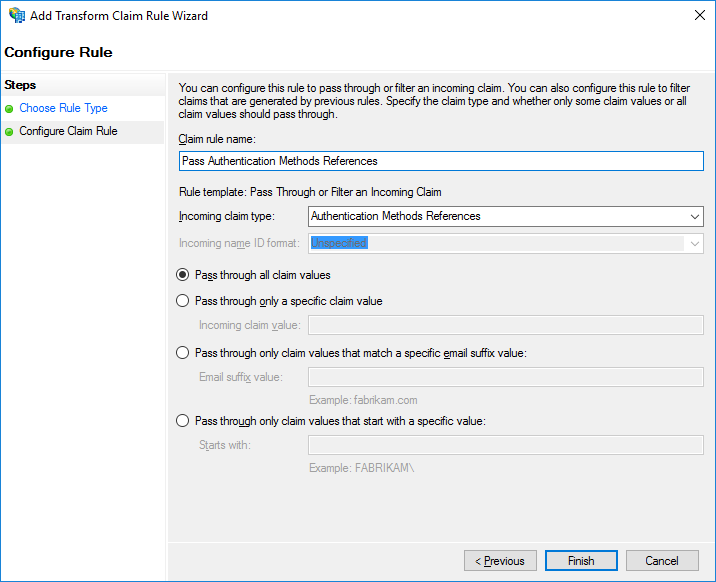 Add Transform Claim Rule Wizard
Configure Rule
Steps
Choose Rule Type
Configure Claim Rule
You can configure this rule to pass through or filter an incoming claim. You can also configure this rule to filter
claims that are generated by previous rules. Specify the claim type and whether only some claim values or all
claim values should pass through.
Claim rule name:
Pass Authentication Methods References
Rule template: Pass Through or Filter an Incoming Claim
Incoming claim type: Authentication Methods References
Incoming name ID format: Unspecified
Pass through all claim values
Pass through only a specific claim value
Incoming claim value:
Pass through only claim values that match a specific email suffix value:
Email suffix value:
Example: fabrikam.com
Pass through only claim values that start with a specific value:
Starts with:
Example: FABRIKAM\
< Previous Finish Cancel